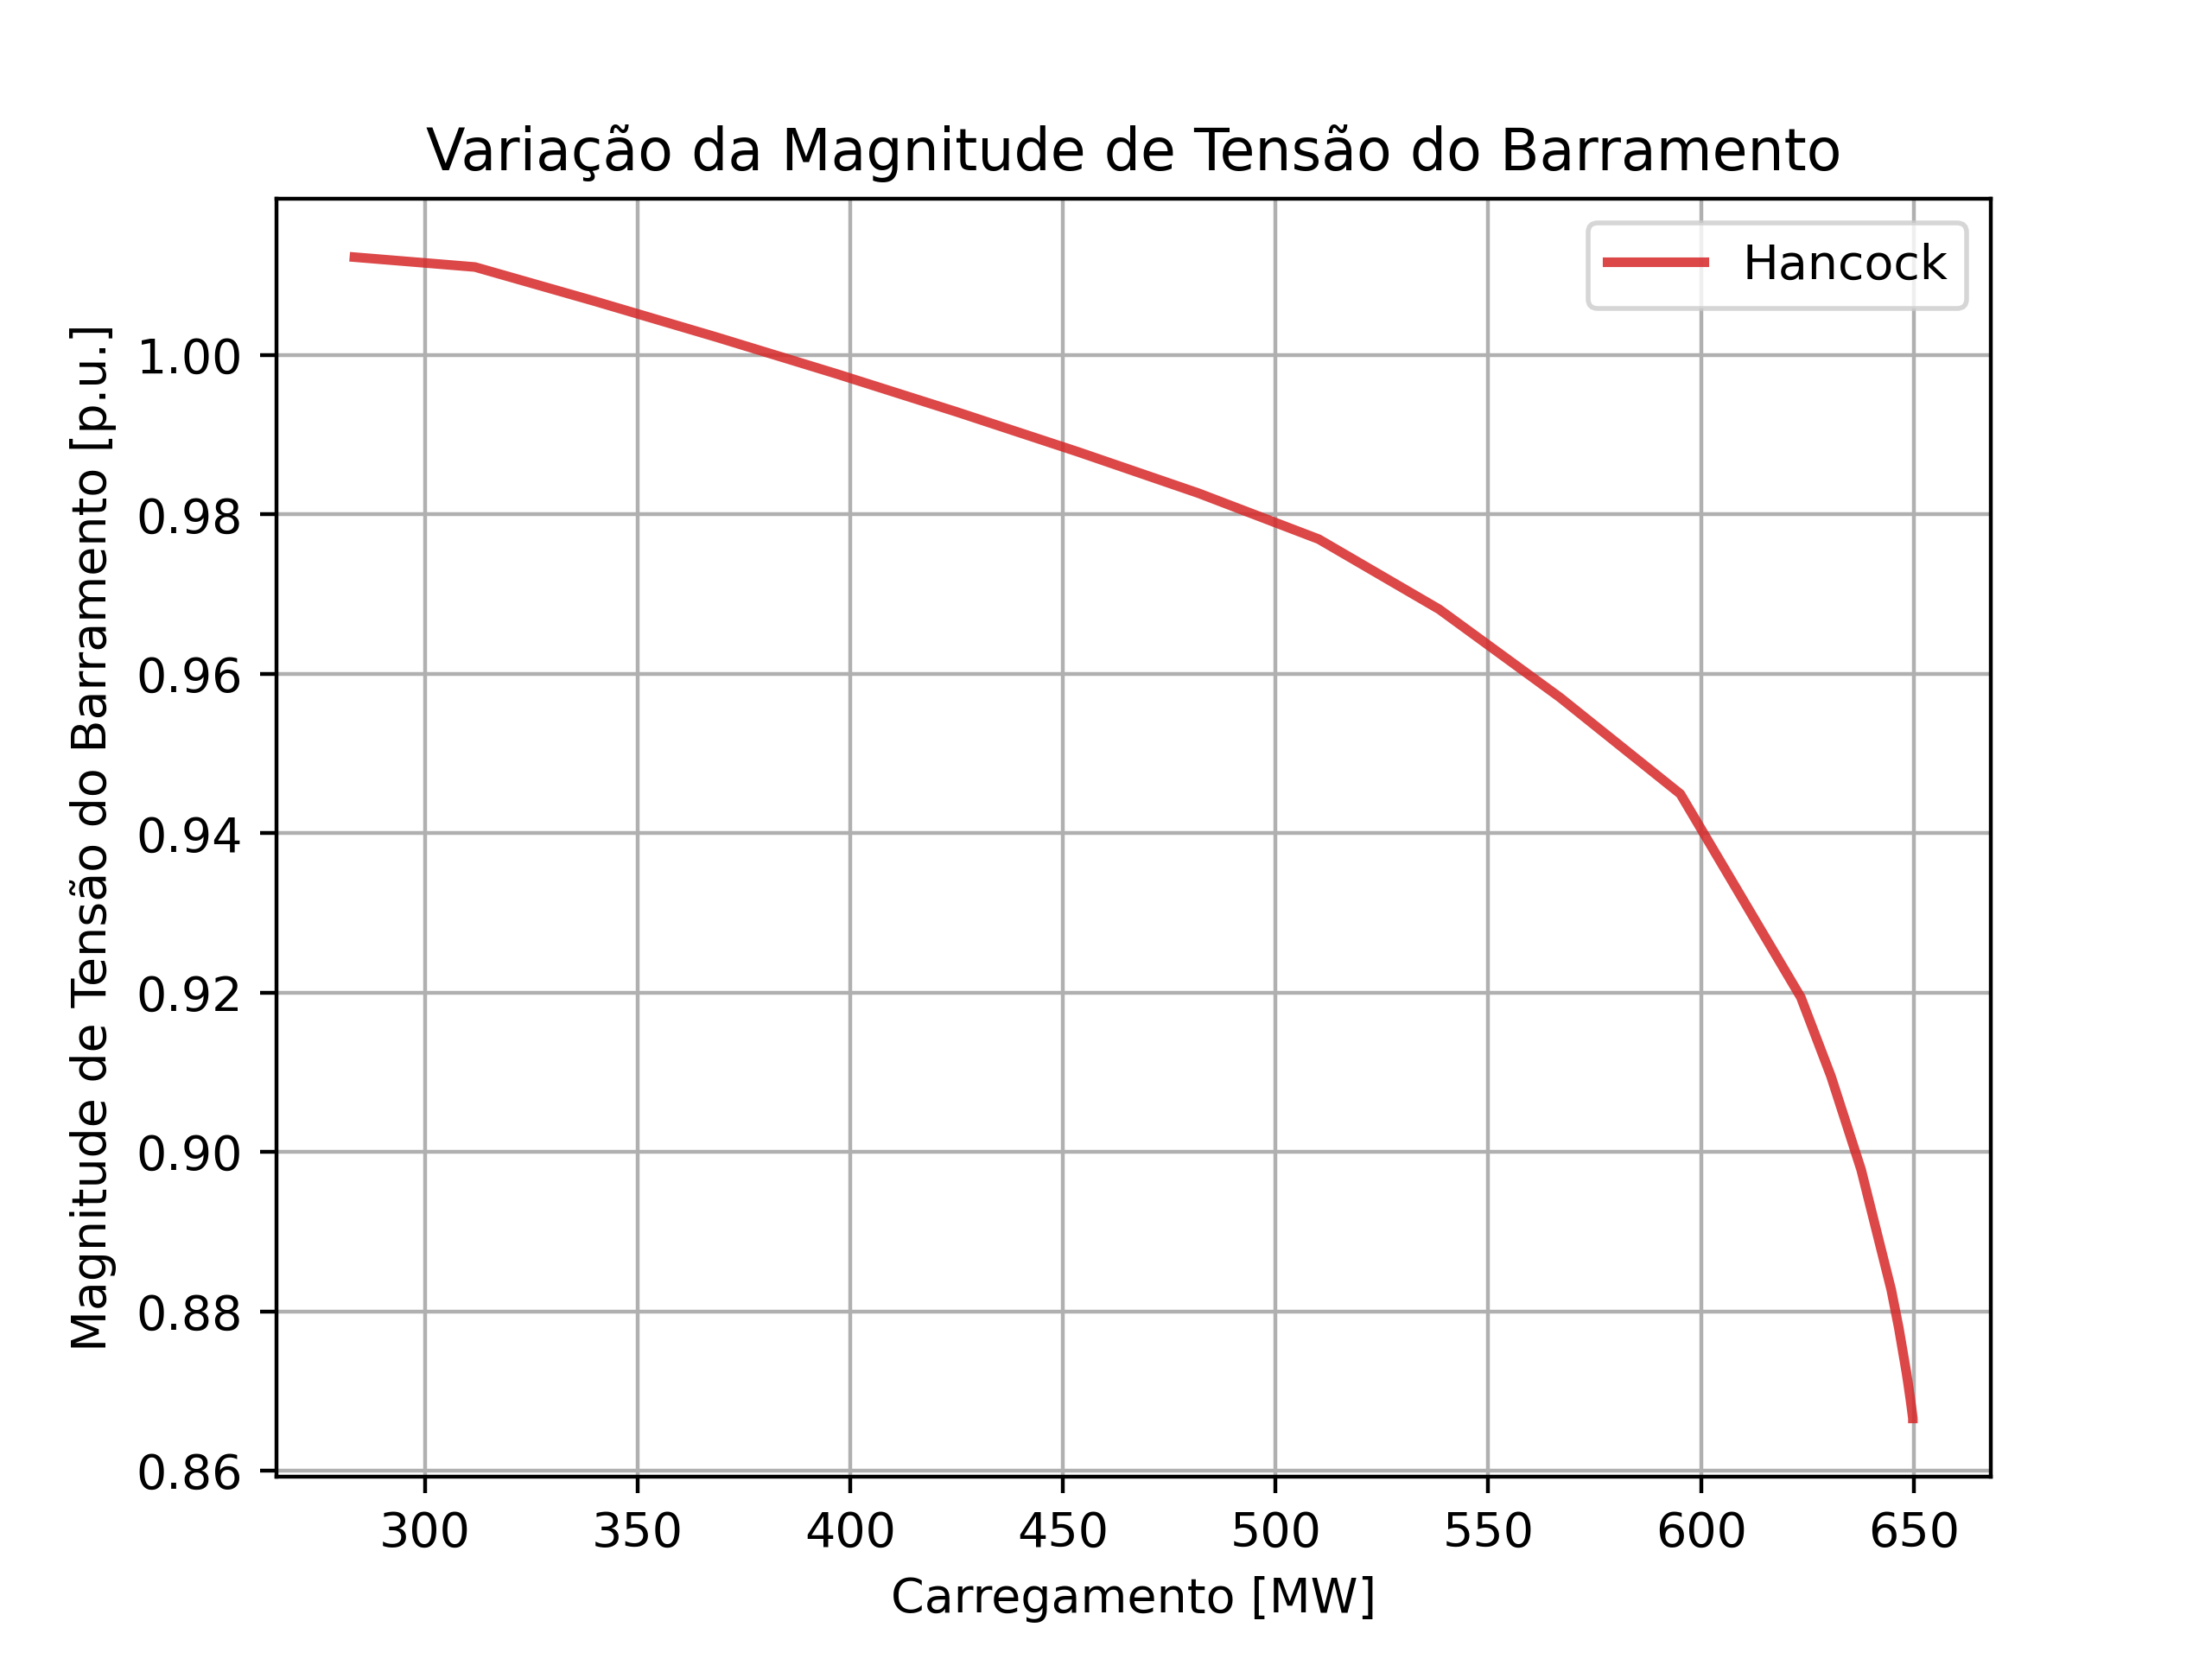 Variação da Magnitude de Tensão do Barramento
Hancock
Magnitude de Tensão do Barramento [p.u.]
1.00
0.98
0.96
0.94
0.92
0.90
0.88
0.86
300 350 400 450 500 550 600 650
Carregamento [MW]